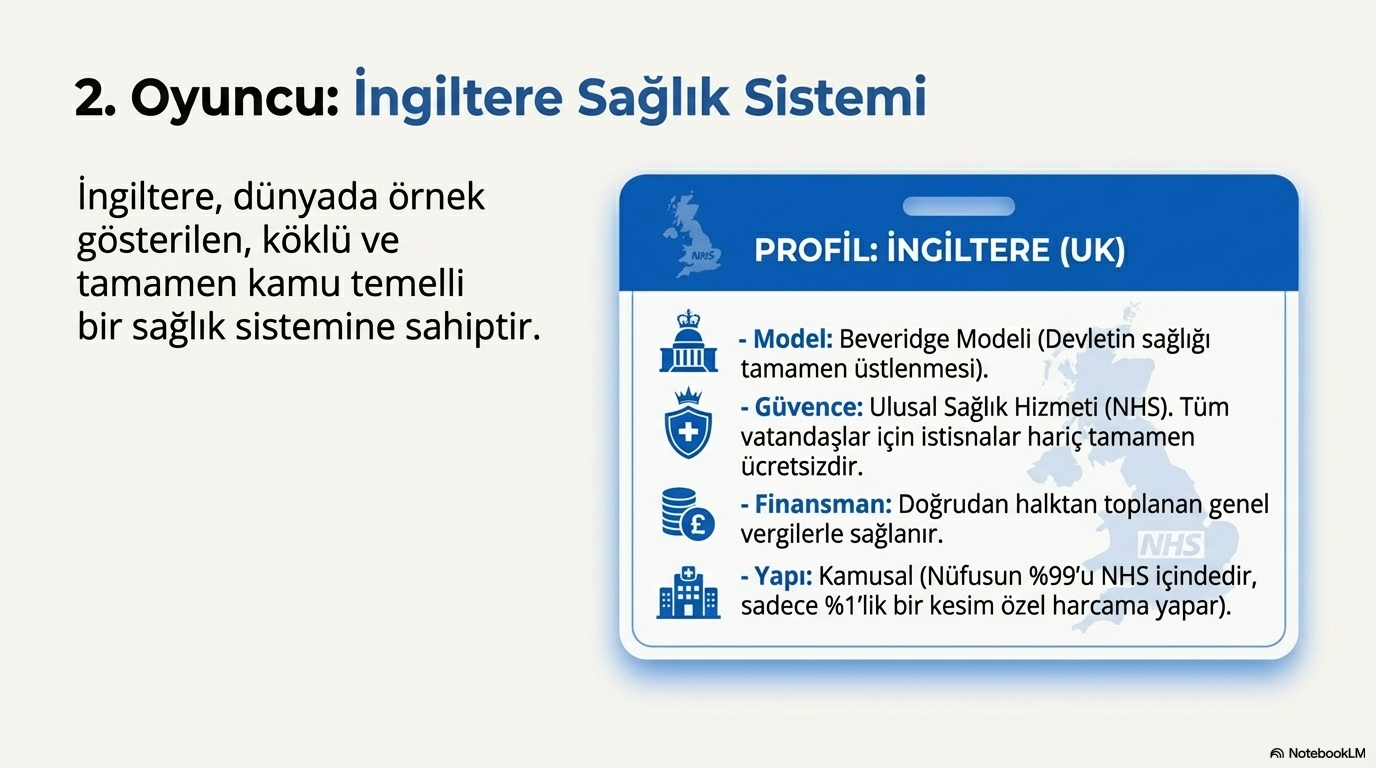 2. Oyuncu: İngiltere Sağlık Sistemi
İngiltere, dünyada örnek
gösterilen, köklü ve
tamamen kamu temelli
bir sağlık sistemine sahiptir.
NHS
PROFİL: İNGİLTERE (UK)
- Model: Beveridge Modeli (Devletin sağlığı
tamamen üstlenmesi).
- Güvence: Ulusal Sağlık Hizmeti (NHS). Tüm
vatandaşlar için istisnalar hariç tamamen
ücretsizdir.
- Finansman: Doğrudan halktan toplanan genel
vergilerle sağlanır.
£
NHS
- Yapı: Kamusal (Nüfusun %99’u NHS içindedir,
sadece %1’lik bir kesim özel harcama yapar).
NotebookLM